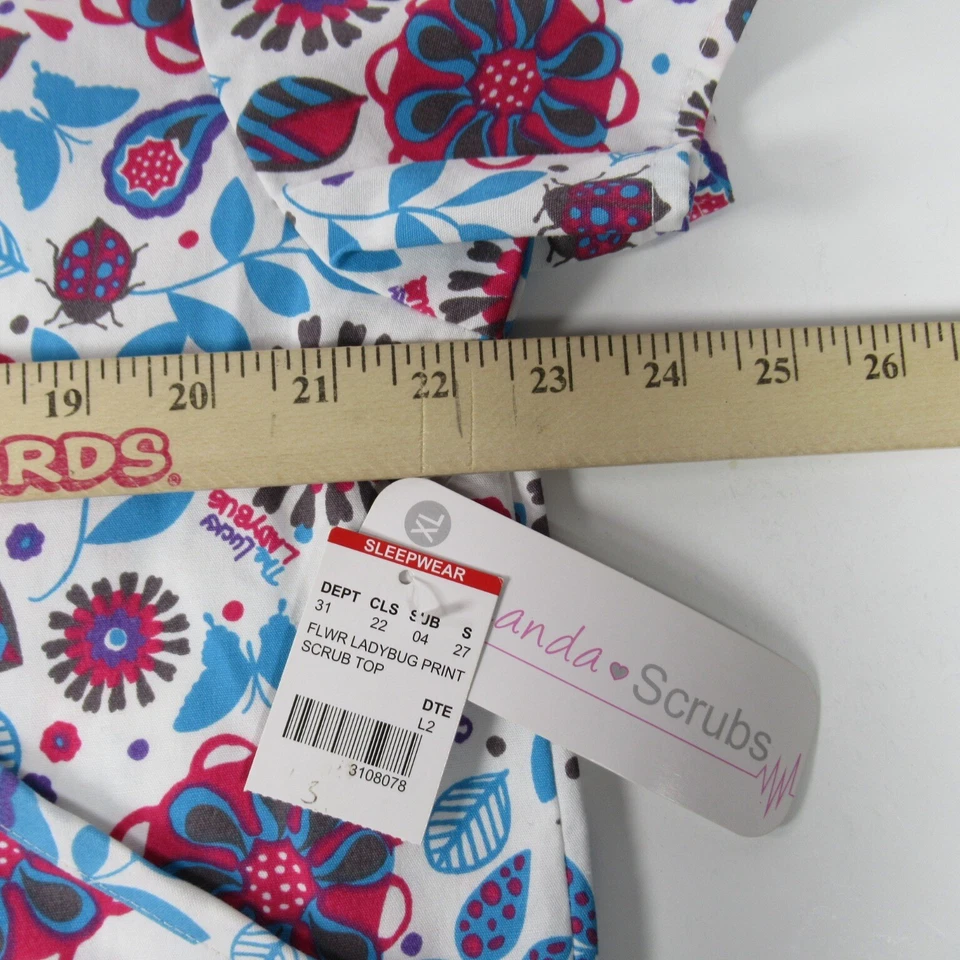 19 20 21 22 23 24 25 26
RDS
The Lucky
LADYBUG
XL
SLEEPWEAR
DEPT CLS SUB S
31 22 04 27
FLWR LADYBUG PRINT
SCRUB TOP
DTE
L2
3108078
3
anda Scrubs